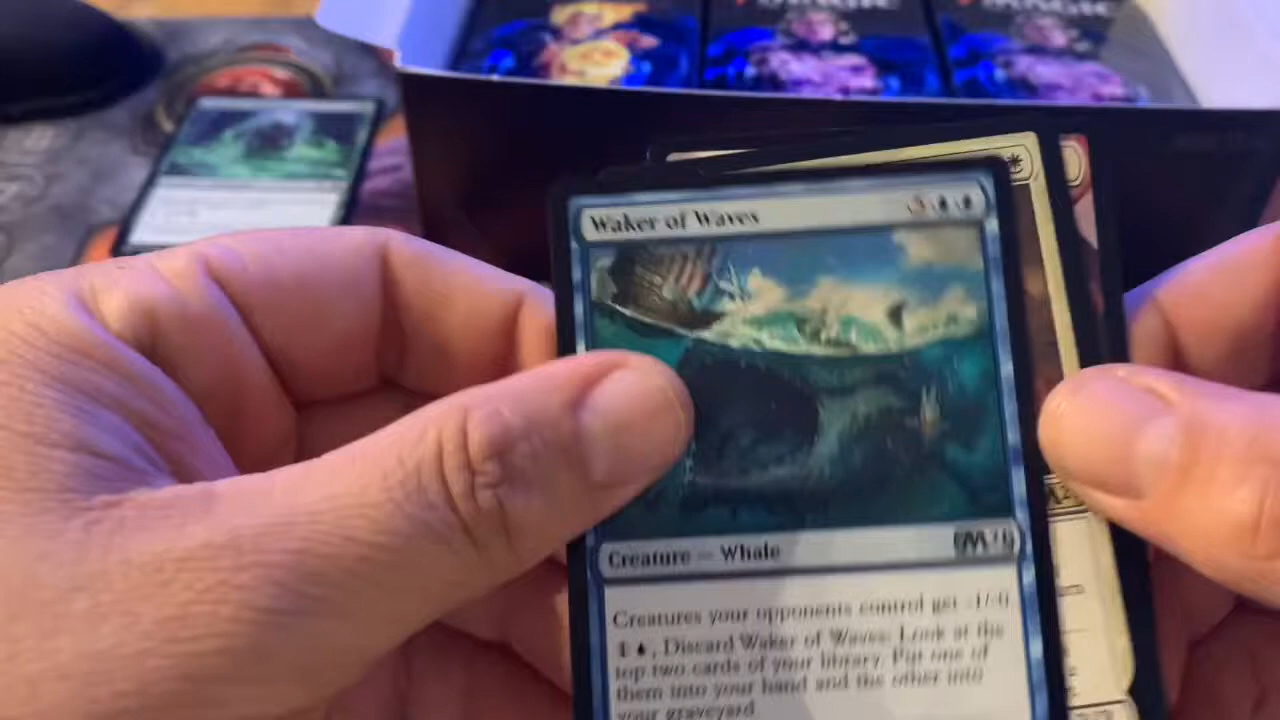 Waker of Waves
Creature — Whale
M21
Creatures your opponents control get -1/-0
1, Discard Waker of Waves: Look at the
top two cards of your library. Put one of
them into your hand and the other into
your graveyard